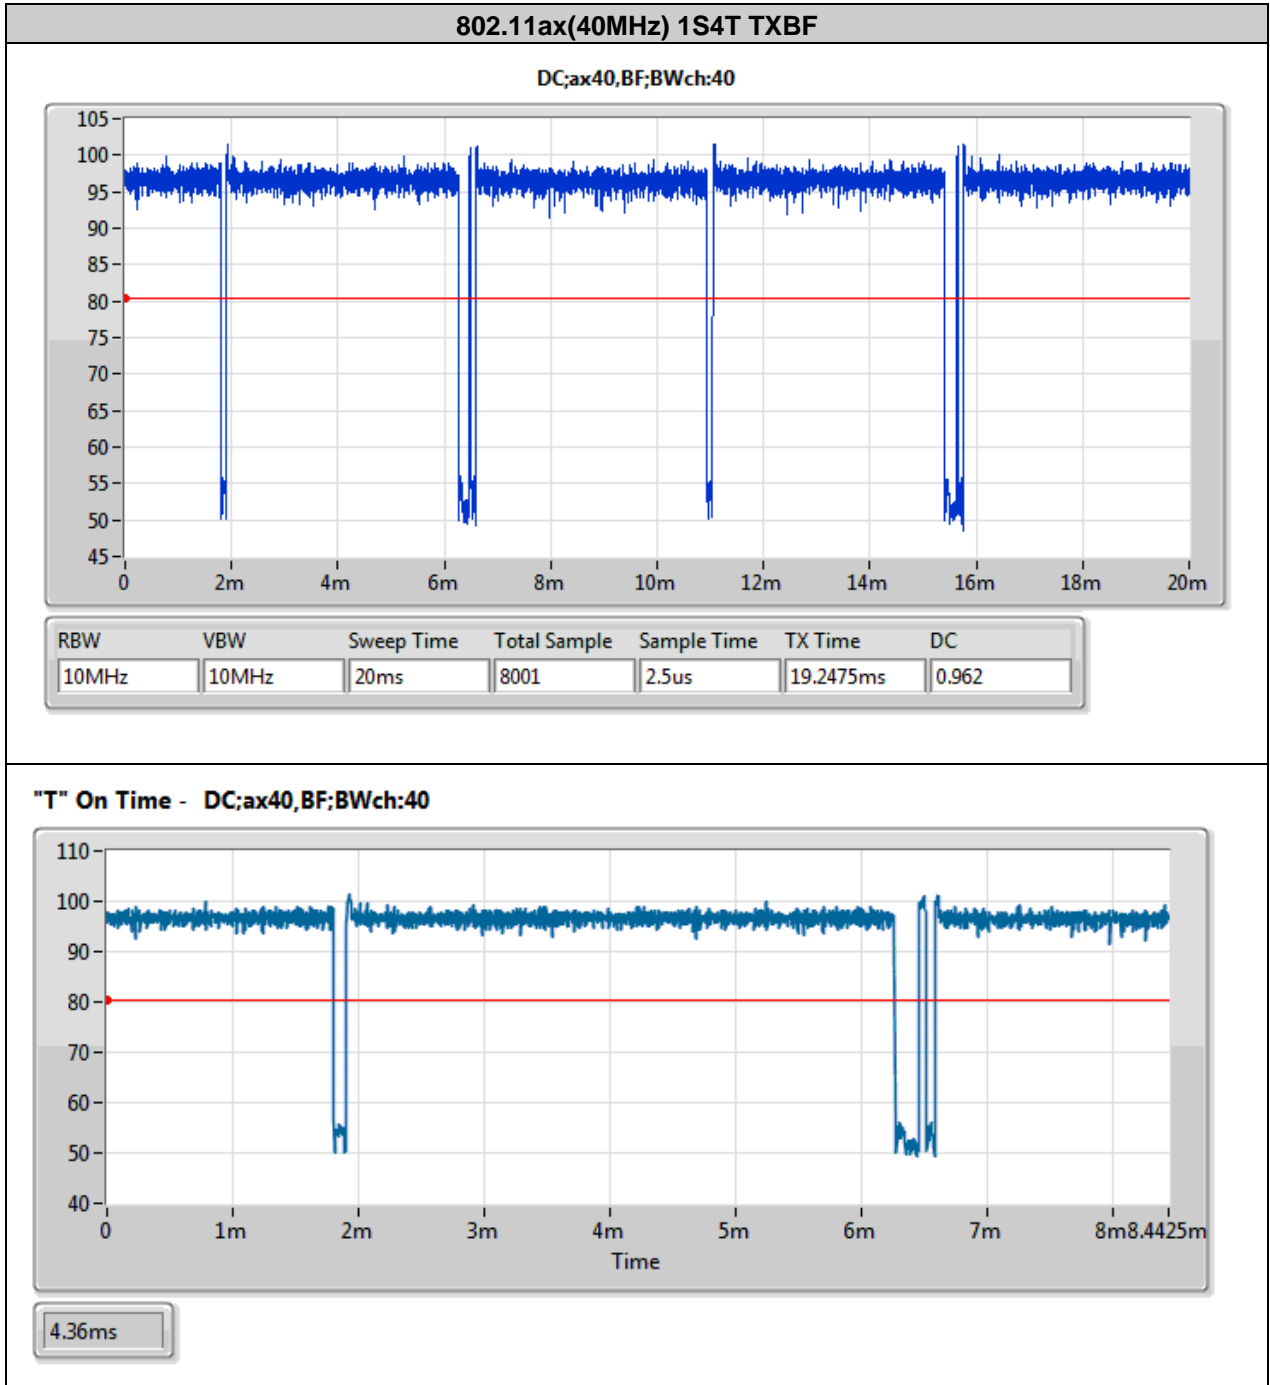 802.11ax(40MHz) 1S4T TXBF
DC;ax40,BF;BWch:40
105
100
95
90
85
80
75
70
65
60
55
50
45
0 2m 4m 6m 8m 10m 12m 14m 16m 18m 20m
RBW VBW Sweep Time Total Sample Sample Time TX Time DC
10MHz 10MHz 20ms 8001 2.5us 19.2475ms 0.962
"T" On Time - DC;ax40,BF;BWch:40
110
100
90
80
70
60
50
40
0 1m 2m 3m 4m 5m 6m 7m 8m 8.4425m
Time
4.36ms